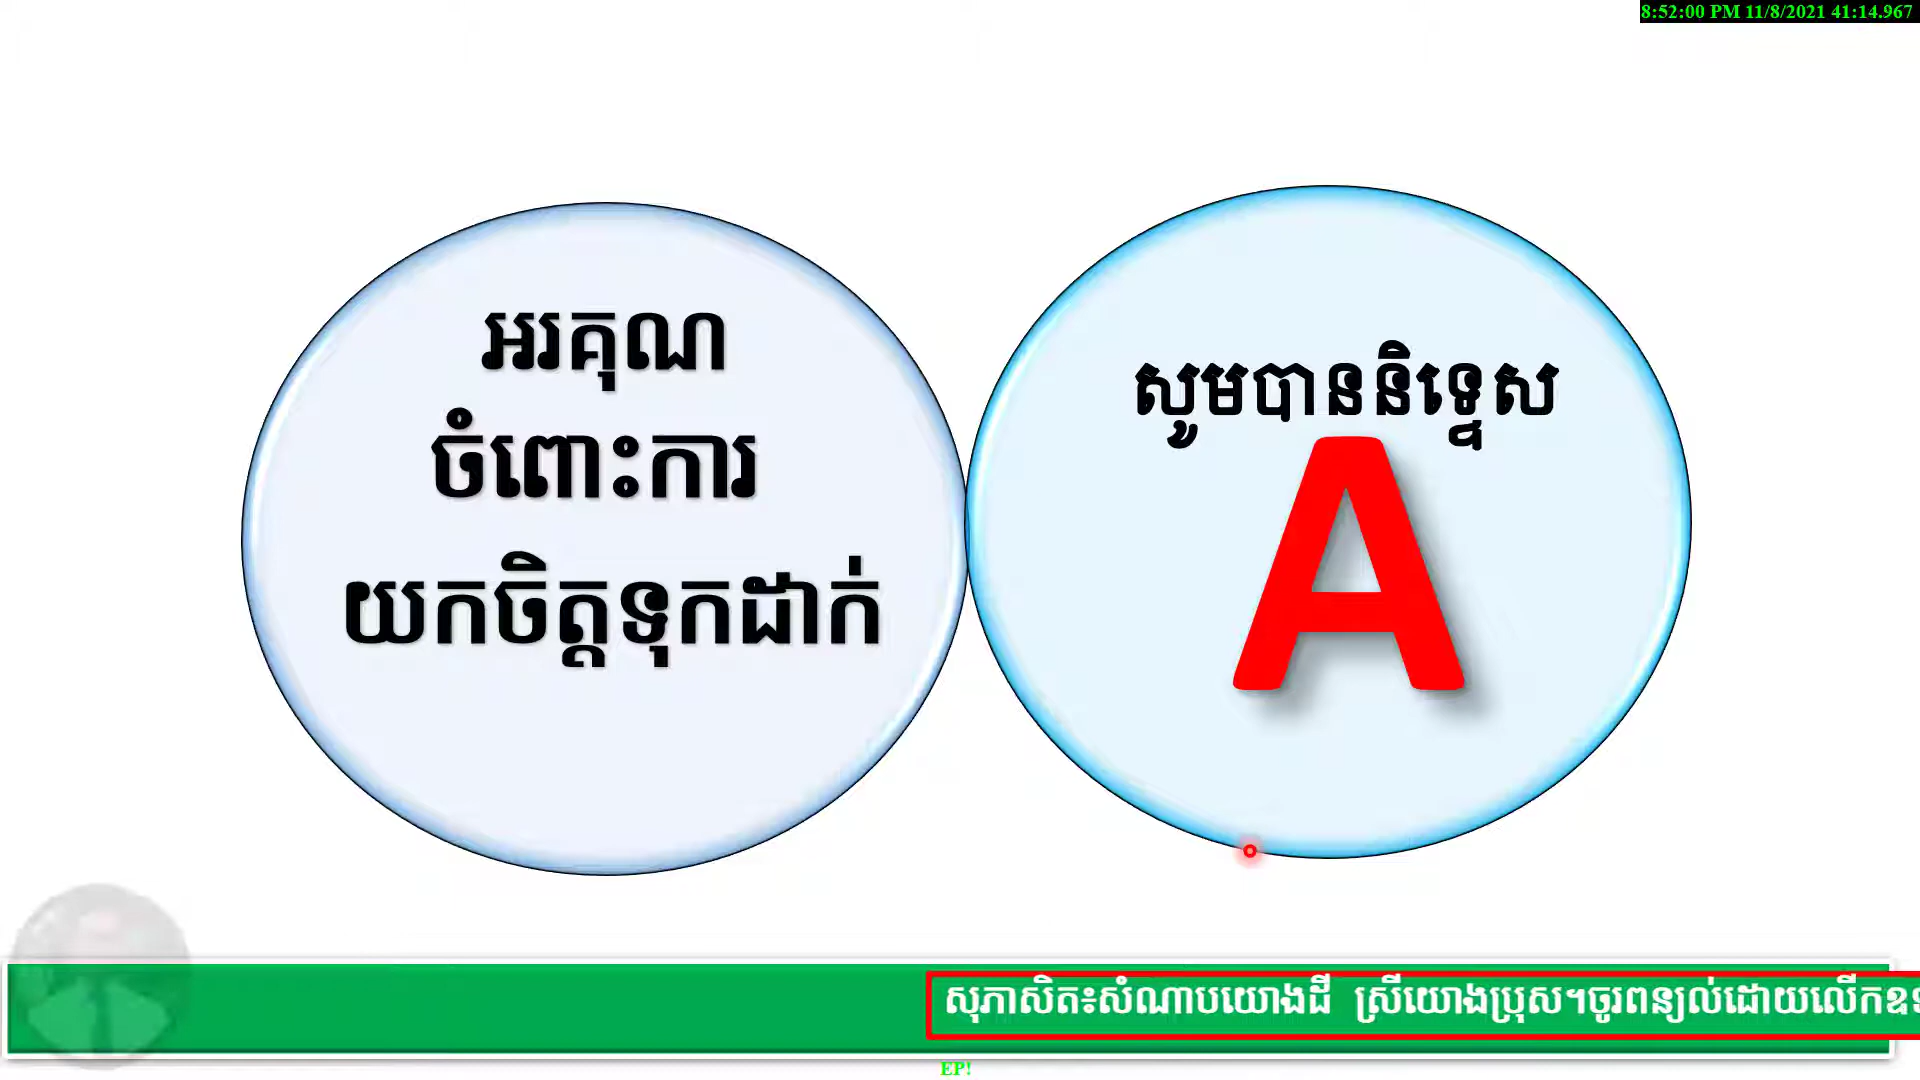 8:52:00 PM 11/8/2021 41:14.967
អរគុណ
ចំពោះការ
យកចិត្តទុកដាក់
សូមបាននិទ្ទេស
A
សុភាសិត៖សំណាបយោងដី ស្រីយោងប្រុស។ចូរពន្យល់ដោយលើកឧ
EP!